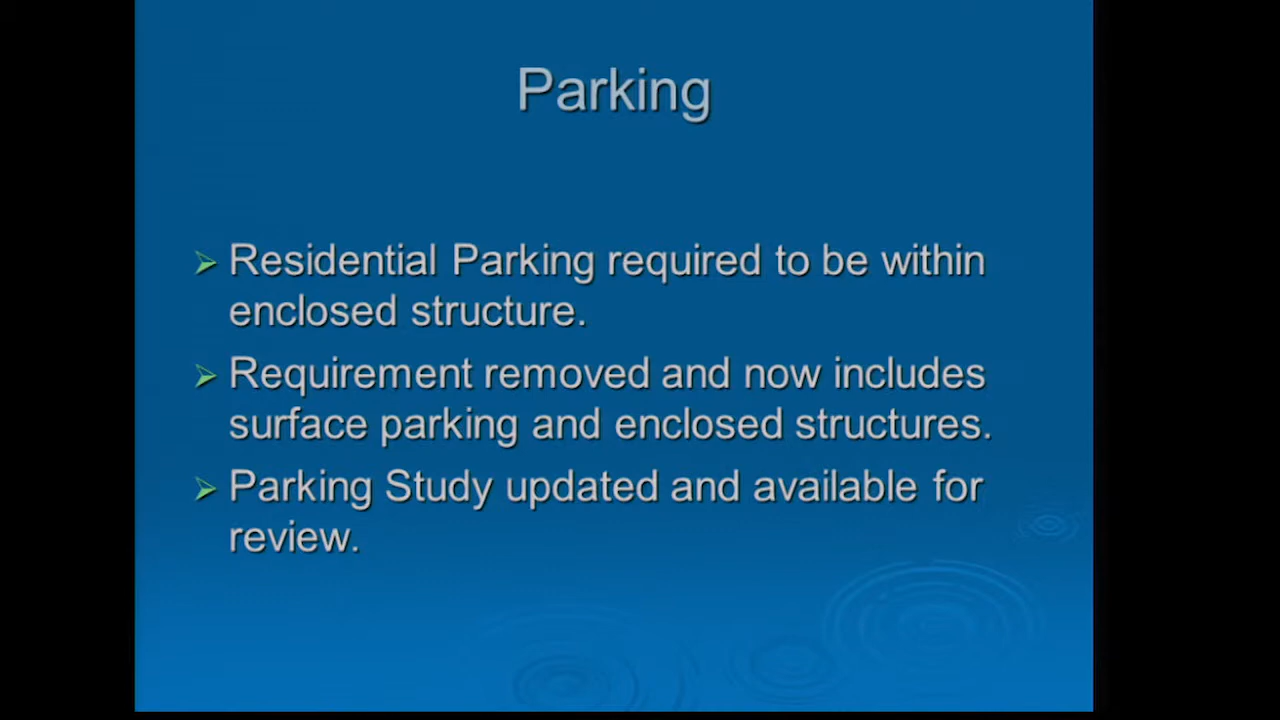 Parking
Residential Parking required to be within
enclosed structure.
Requirement removed and now includes
surface parking and enclosed structures.
Parking Study updated and available for
review.